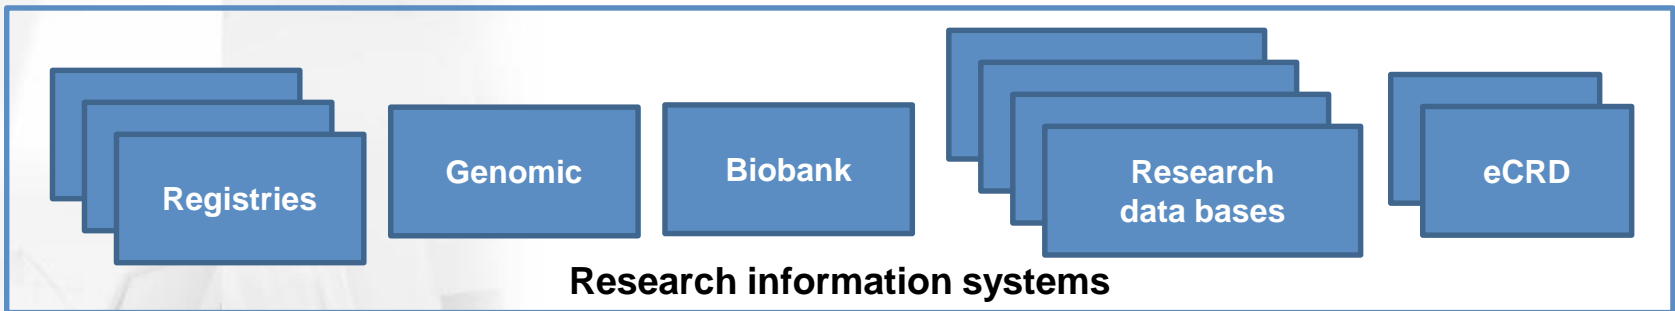 Registries
Genomic
Biobank
Research
data bases
eCRD
Research information systems